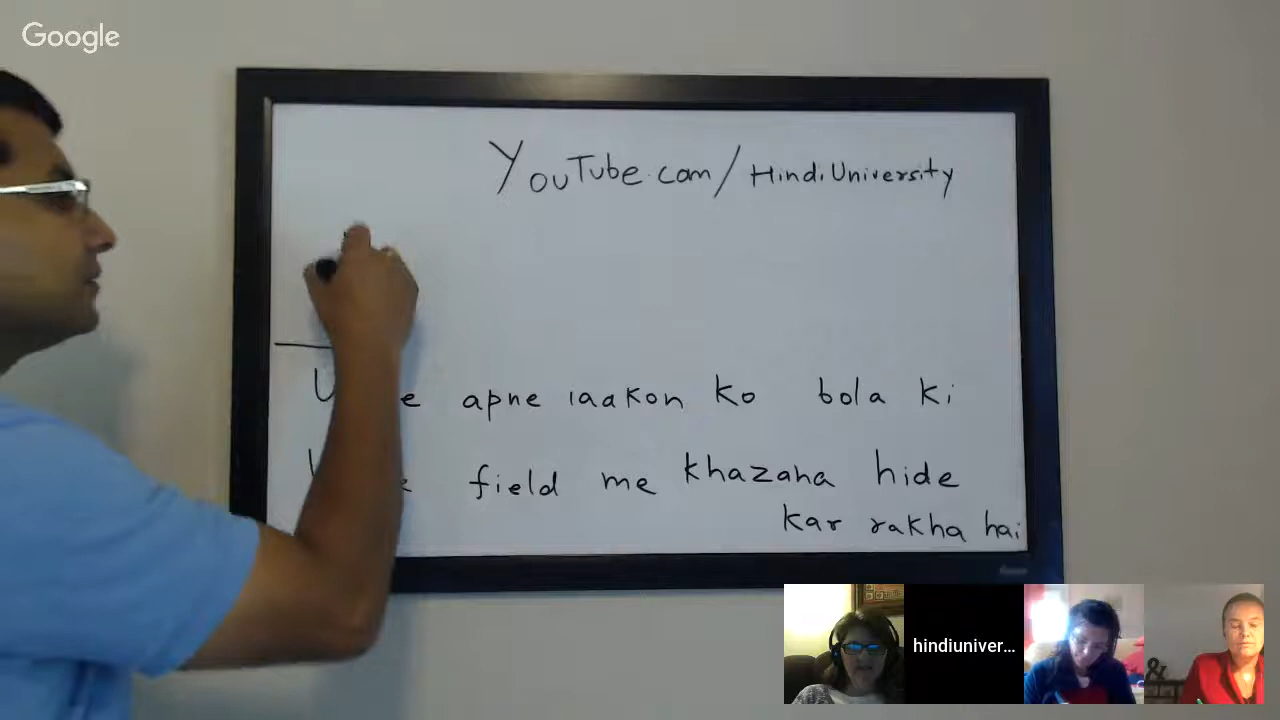 Google
YouTube.com/HindiUniversity
apne laakon ko bola ki
field me khazana hide
kar rakha hai
hindiuniver...
&